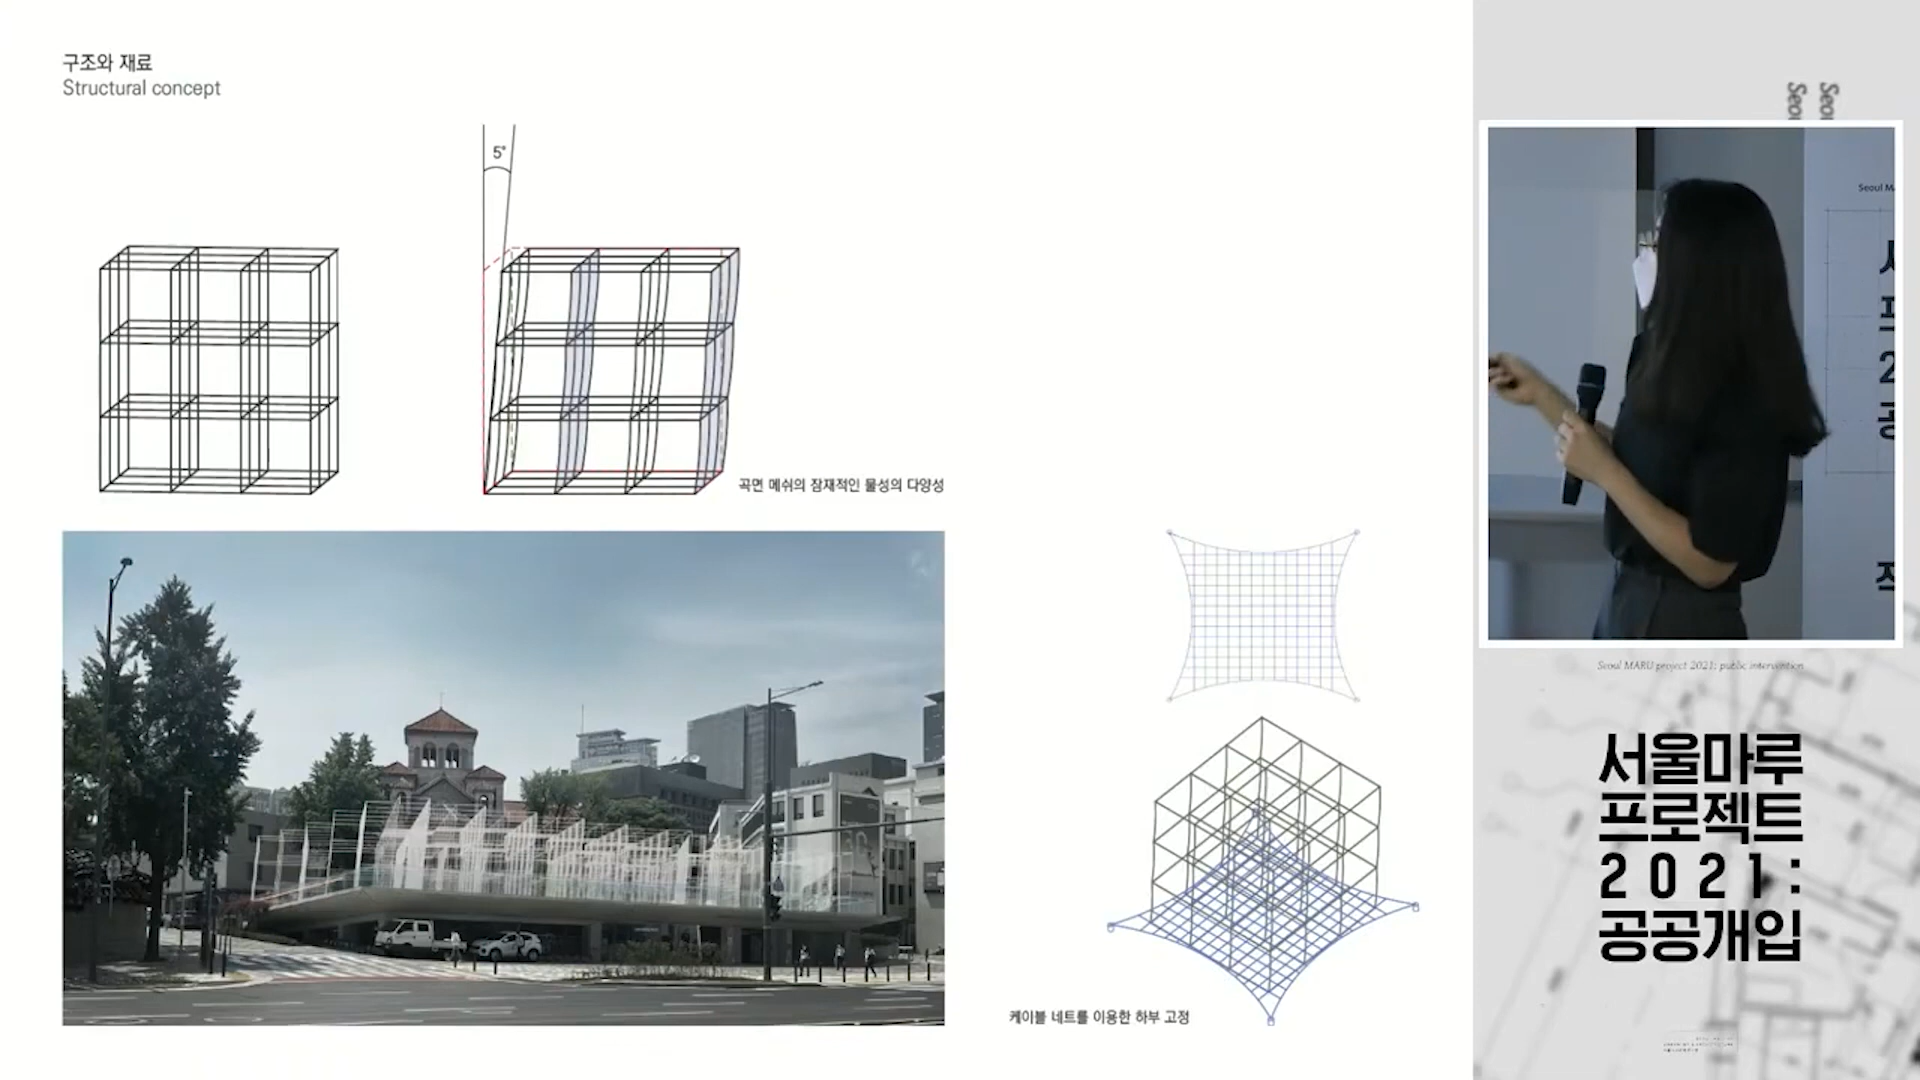 구조와 재료
Structural concept
5°
곡면 메쉬의 잠재적인 물성의 다양성
케이블 네트를 이용한 하부 고정
Seoul MARU project 2021: public intervention
서울마루
프로젝트
2021:
공공개입